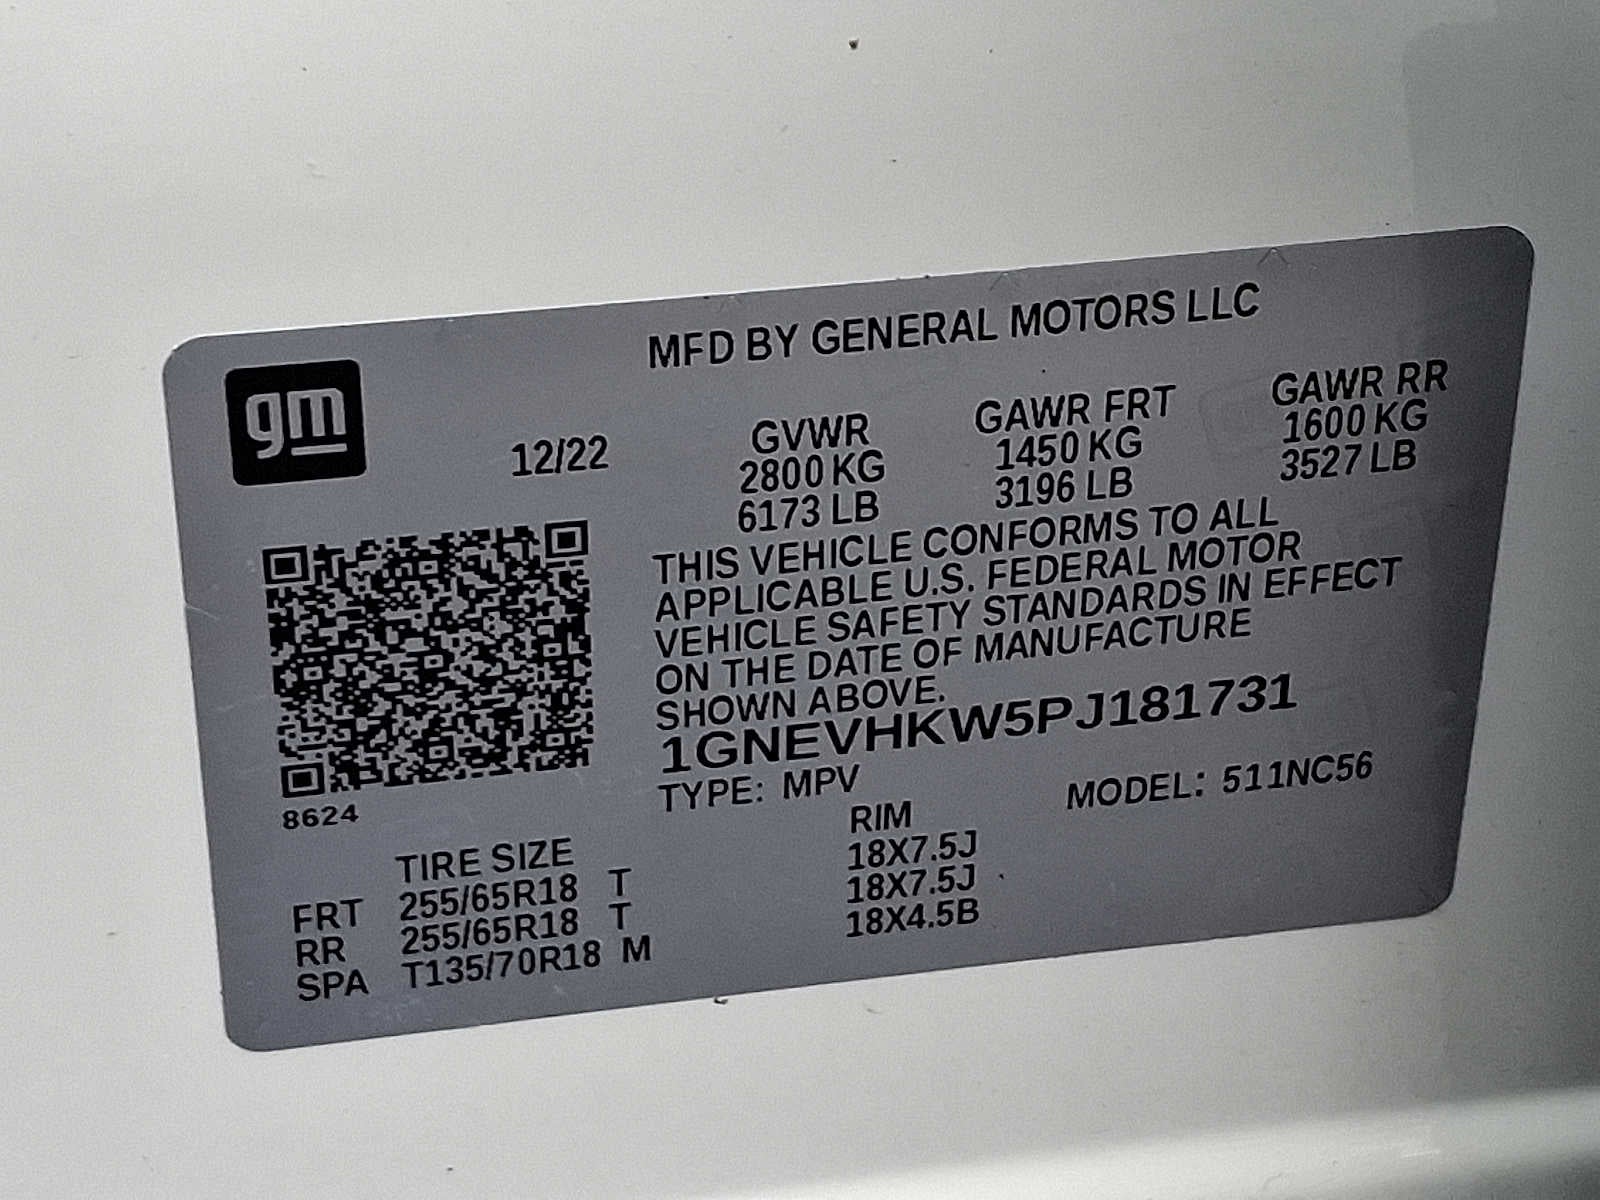 MFD BY GENERAL MOTORS LLC
gm
12/22 GVWR GAWR FRT GAWR RR
2800 KG 1450 KG 1600 KG
6173 LB 3196 LB 3527 LB
THIS VEHICLE CONFORMS TO ALL
APPLICABLE U.S. FEDERAL MOTOR
VEHICLE SAFETY STANDARDS IN EFFECT
ON THE DATE OF MANUFACTURE
SHOWN ABOVE.
1GNEVHKW5PJ181731
TYPE: MPV MODEL: 511NC56
8624
TIRE SIZE RIM
FRT 255/65R18 T 18X7.5J
RR 255/65R18 T 18X7.5J
SPA T135/70R18 M 18X4.5B